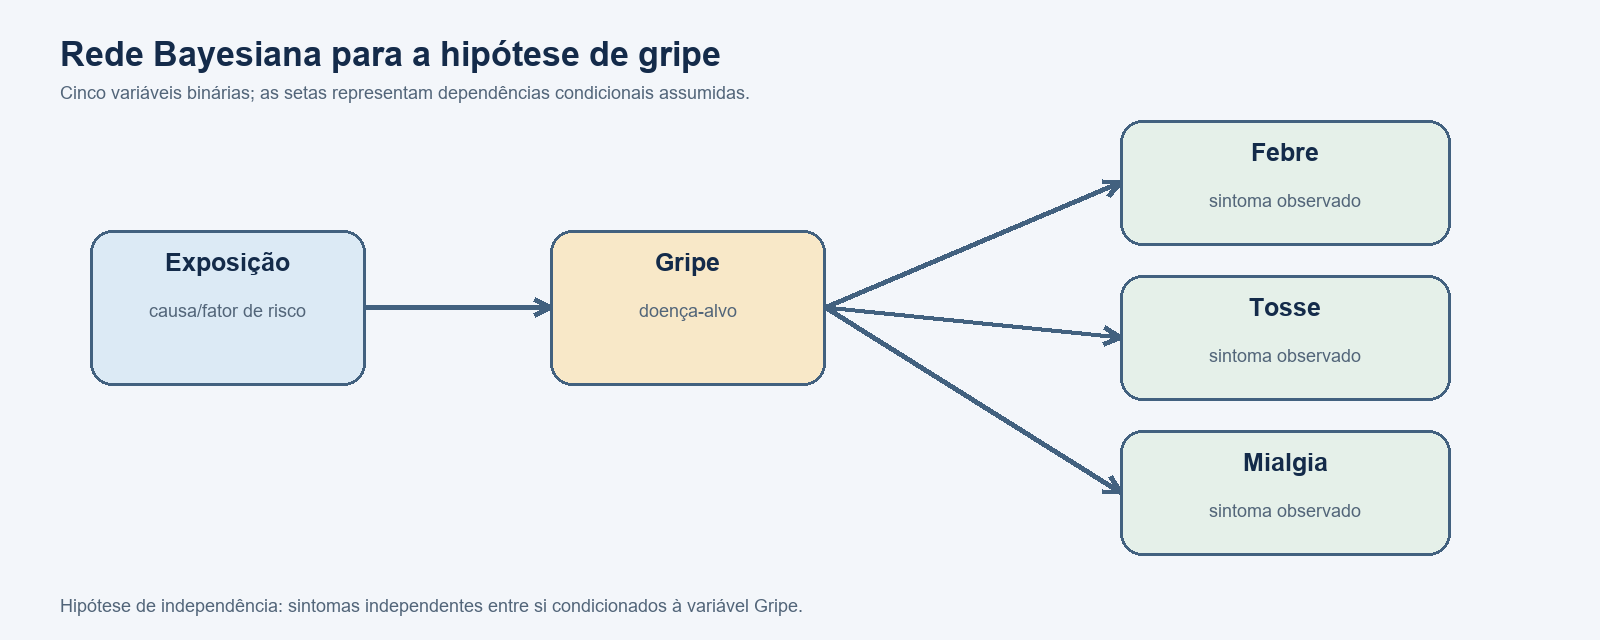 Rede Bayesiana para a hipótese de gripe
Cinco variáveis binárias; as setas representam dependências condicionais assumidas.
Exposição
causa/fator de risco
Gripe
doença-alvo
Febre
sintoma observado
Tosse
sintoma observado
Mialgia
sintoma observado
Hipótese de independência: sintomas independentes entre si condicionados à variável Gripe.